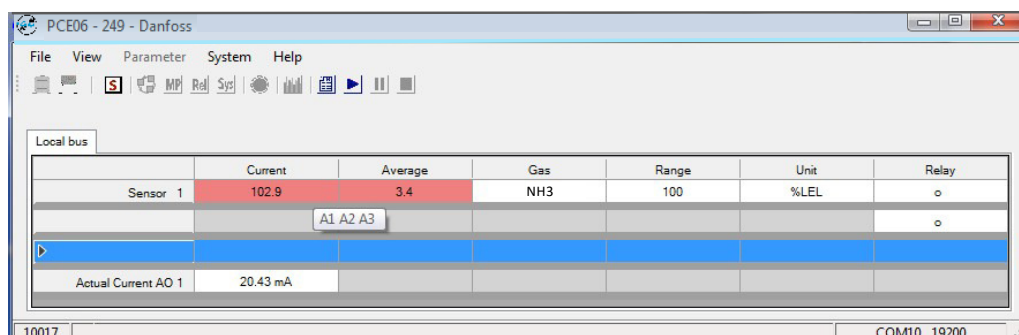 PCE06 - 249 - Danfoss
File View Parameter System Help
S MP Rel Sys
Local bus
Current Average Gas Range Unit Relay
Sensor 1 102.9 3.4 NH3 100 %LEL o
A1 A2 A3 o
Actual Current AO 1 20.43 mA
10017 COM10 19200